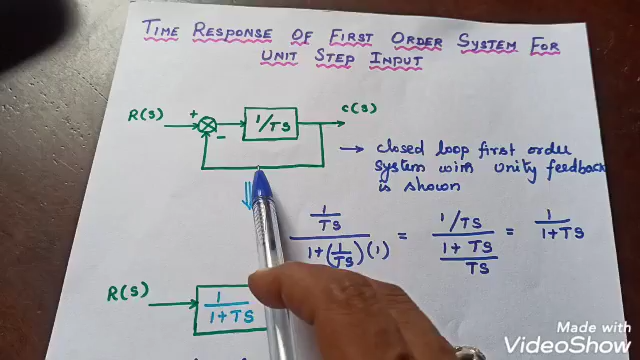 TIME RESPONSE OF FIRST ORDER SYSTEM FOR
UNIT STEP INPUT
R(S) + - 1/TS C(S)
→ closed loop first order
system with unity feedback
is shown
1/TS / 1+(1/TS)(1) = 1/TS / 1+TS/TS = 1/1+TS
R(S) 1/1+TS
Made with
VideoShow